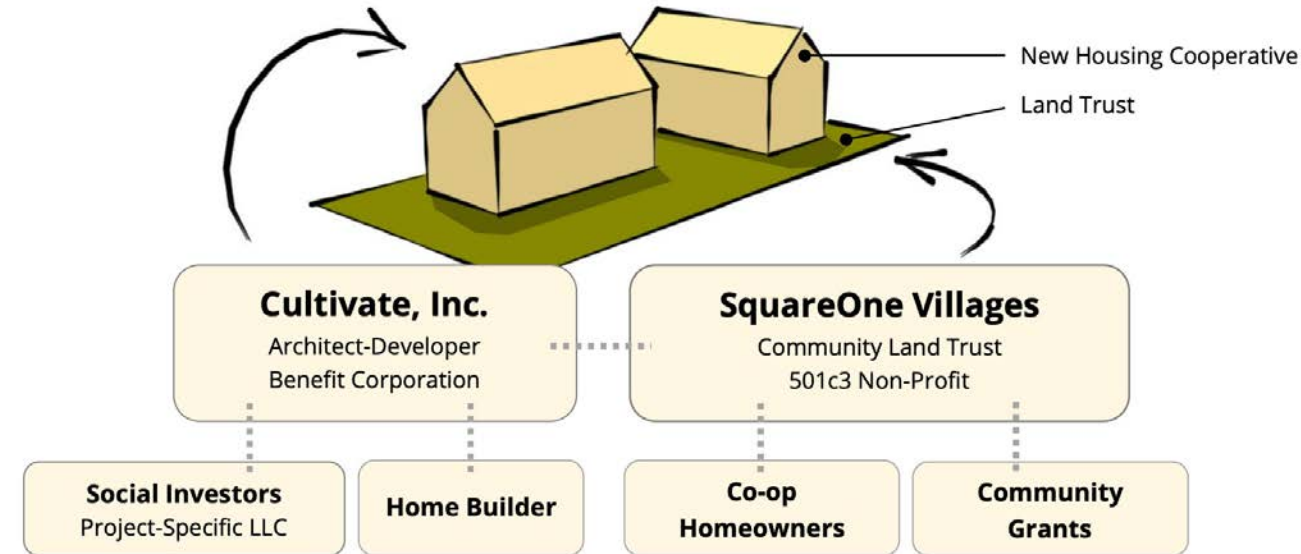 New Housing Cooperative
Land Trust
Cultivate, Inc.
Architect-Developer
Benefit Corporation
SquareOne Villages
Community Land Trust
501c3 Non-Profit
Social Investors
Project-Specific LLC
Home Builder
Co-op
Homeowners
Community
Grants